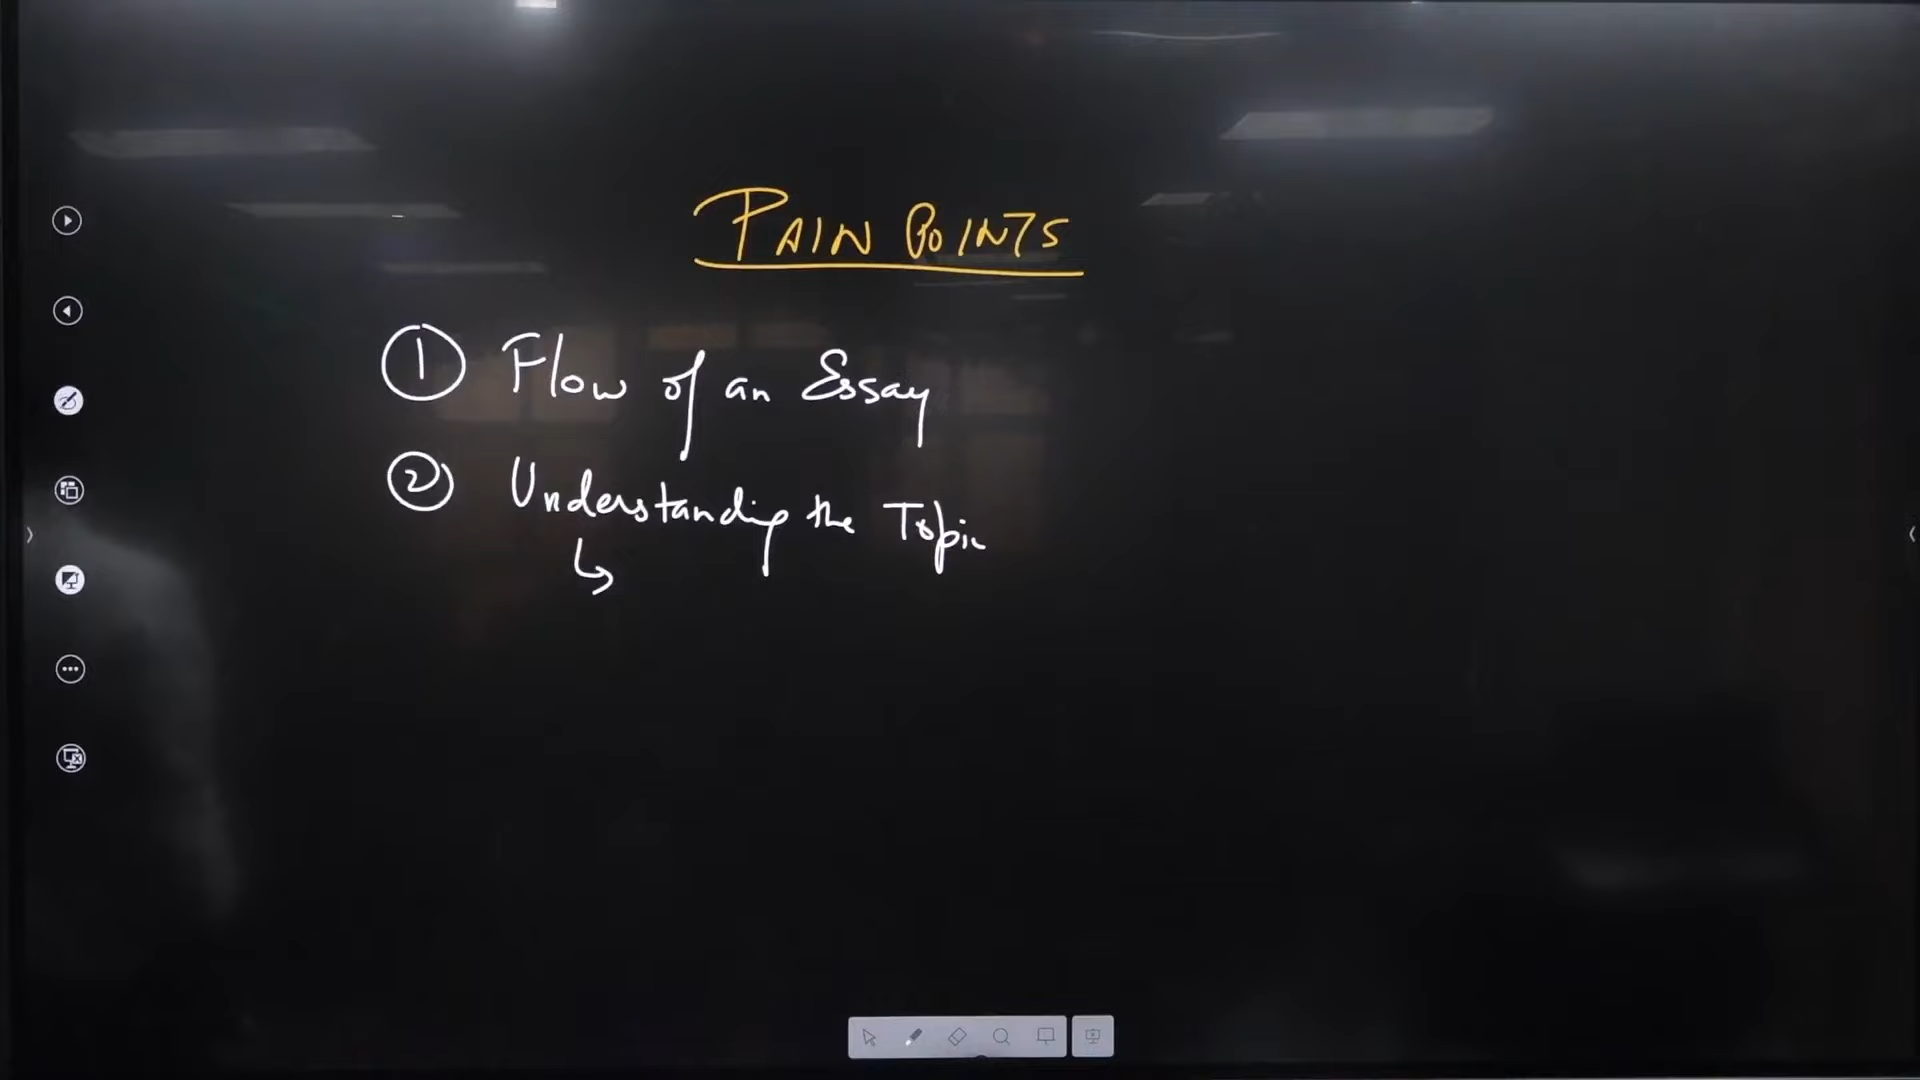 PAIN POINTS
① Flow of an Essay
② Understanding the Topic
↳